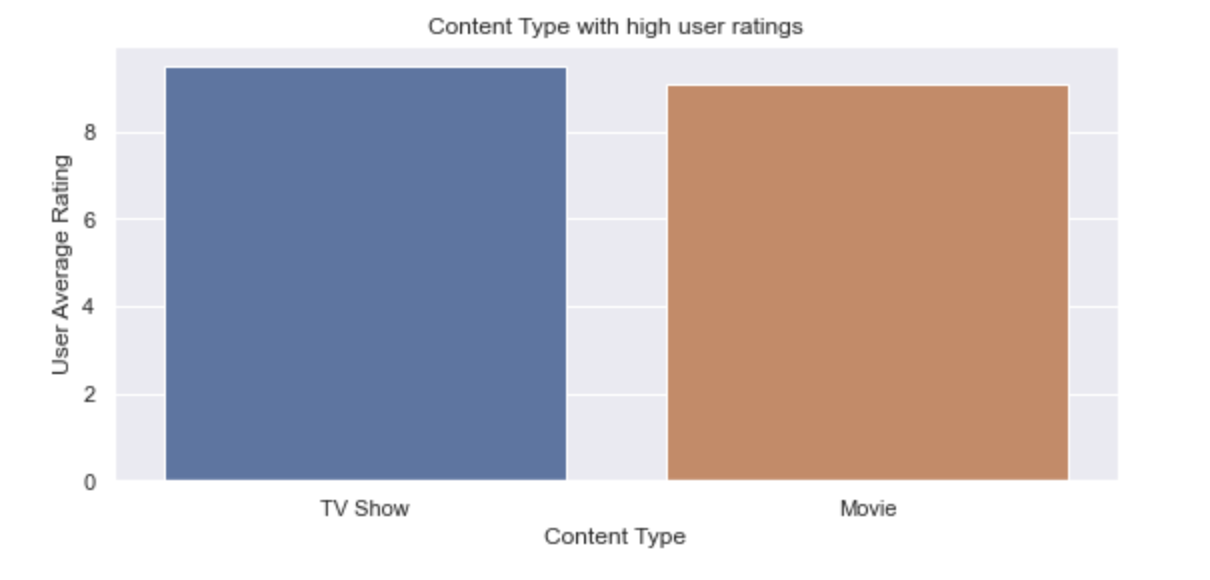 Content Type with high user ratings
User Average Rating
8
6
4
2
0
TV Show Movie
Content Type